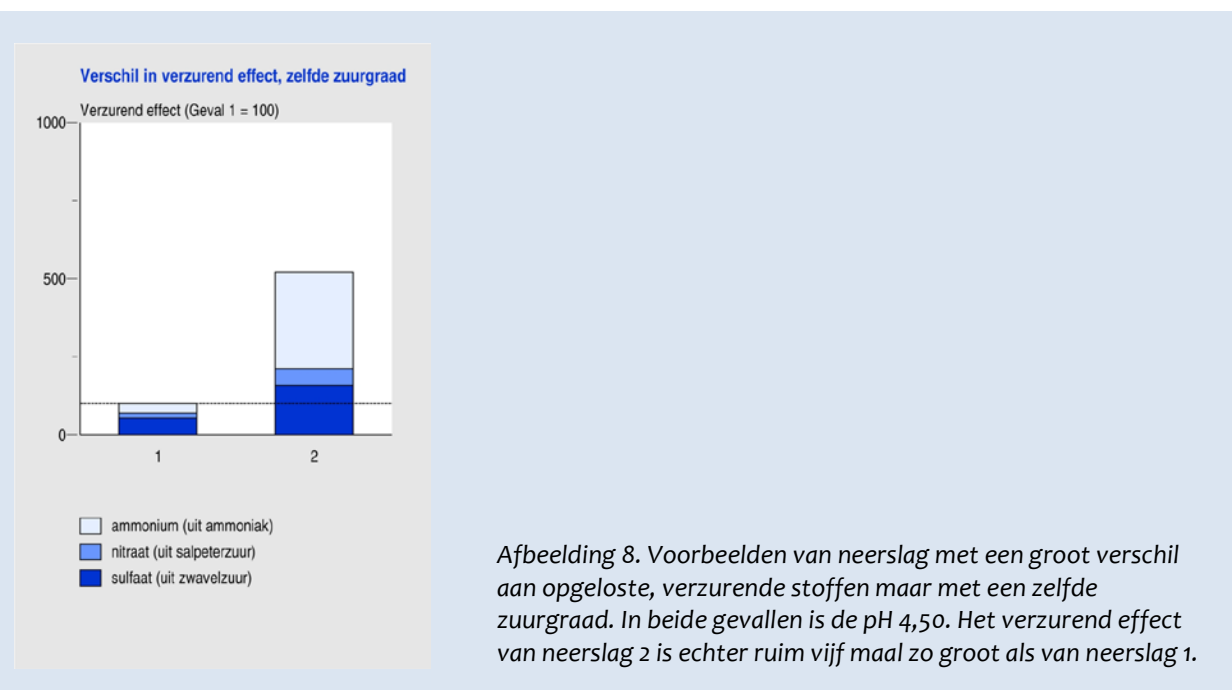 Verschil in verzurend effect, zelfde zuurgraad
Verzurend effect (Geval 1 = 100)
1000
500
0
1
2
ammonium (uit ammoniak)
nitraat (uit salpeterzuur)
sulfaat (uit zwavelzuur)
Afbeelding 8. Voorbeelden van neerslag met een groot verschil
aan opgeloste, verzurende stoffen maar met een zelfde
zuurgraad. In beide gevallen is de pH 4,50. Het verzurend effect
van neerslag 2 is echter ruim vijf maal zo groot als van neerslag 1.